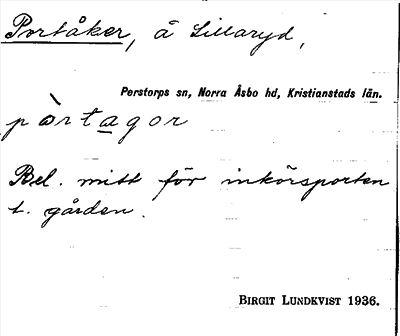 Portåker, å Lillaryd,
Perstorps sn, Norra Åsbo hd, Kristianstads län.
pòrtagor
Bel. mitt för inkörsporten
t. gården.
BIRGIT LUNDKVIST 1936.